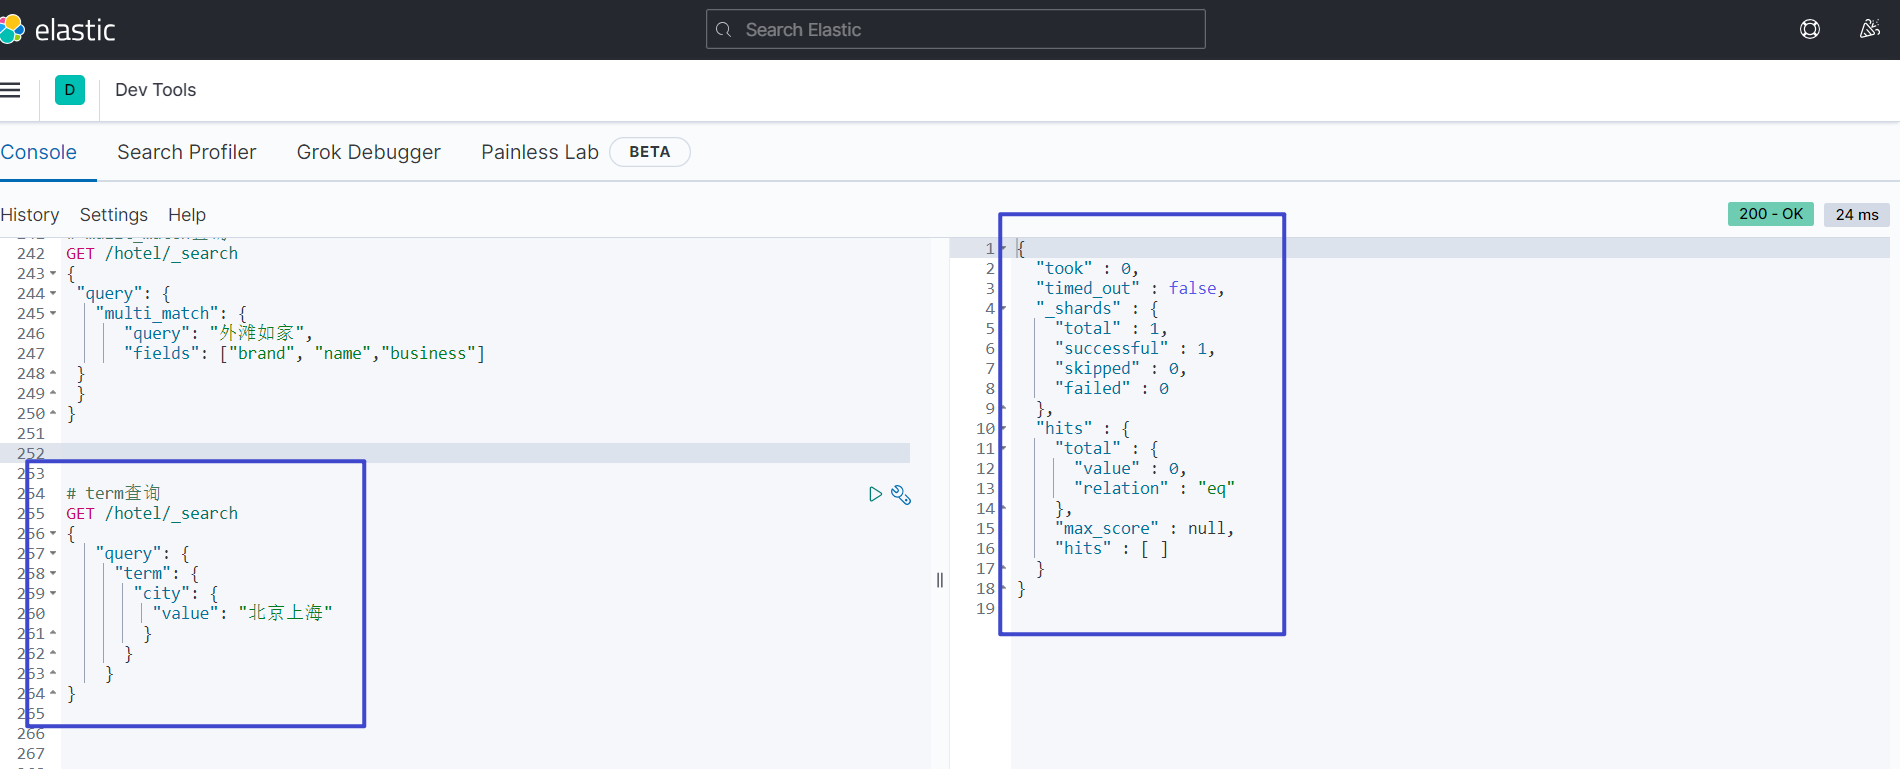 elastic
Search Elastic
D
Dev Tools
Console
Search Profiler
Grok Debugger
Painless Lab
BETA
History
Settings
Help
200 - OK
24 ms
242 GET /hotel/_search
243 {
244 "query": {
245 "multi_match": {
246 "query": "外滩如家",
247 "fields": ["brand", "name","business"]
248 }
249 }
250 }
251
252
253
254 # term查询
255 GET /hotel/_search
256 {
257 "query": {
258 "term": {
259 "city": {
260 "value": "北京上海"
261 }
262 }
263 }
264 }
265
266
267
1 {
2 "took" : 0,
3 "timed_out" : false,
4 "_shards" : {
5 "total" : 1,
6 "successful" : 1,
7 "skipped" : 0,
8 "failed" : 0
9 },
10 "hits" : {
11 "total" : {
12 "value" : 0,
13 "relation" : "eq"
14 },
15 "max_score" : null,
16 "hits" : [ ]
17 }
18 }
19